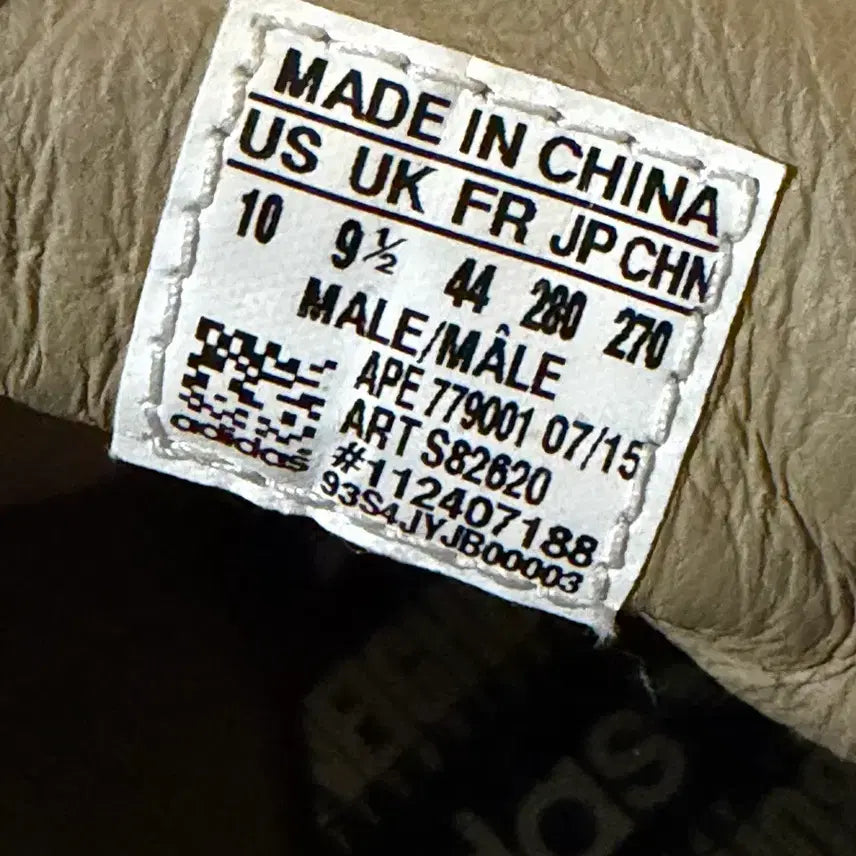 MADE IN CHINA
US UK FR JP CHN
10 9½ 44 280 270
MALE/MÂLE
APE 779001 07/15
ART S82620
#112407188
93S4JYJB00003
adidas